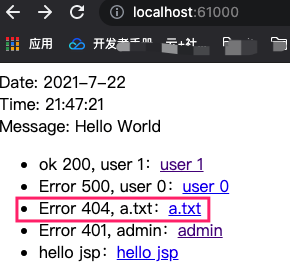 localhost:61000
应用
开发者手册
云+社
Date: 2021-7-22
Time: 21:47:21
Message: Hello World
• ok 200, user 1：user 1
• Error 500, user 0：user 0
• Error 404, a.txt：a.txt
• Error 401, admin：admin
• hello jsp：hello jsp